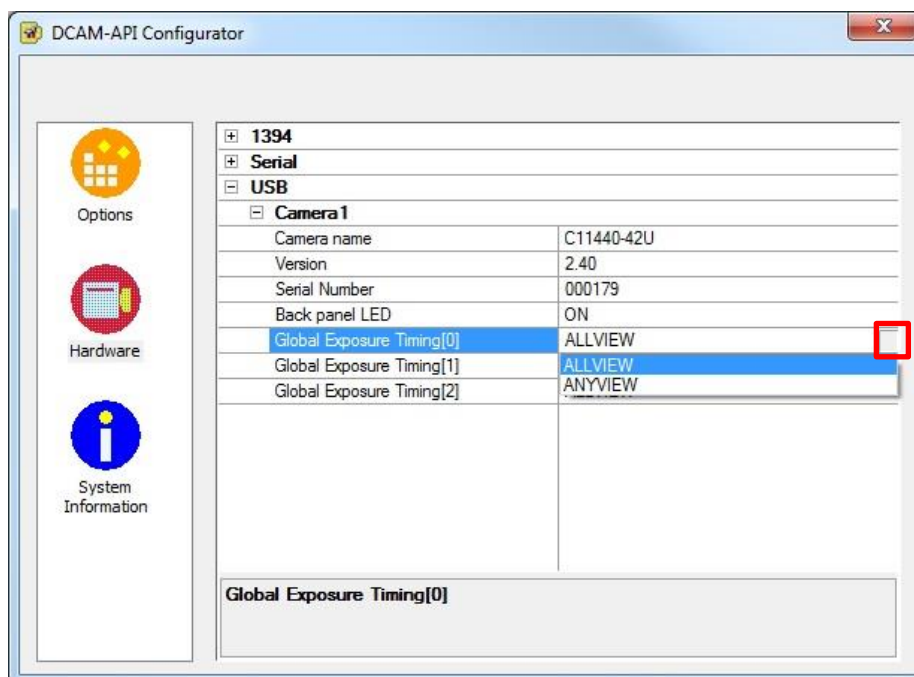 DCAM-API Configurator
Options
Hardware
System
Information
1394
Serial
USB
Camera1
Camera name C11440-42U
Version 2.40
Serial Number 000179
Back panel LED ON
Global Exposure Timing[0] ALLVIEW
Global Exposure Timing[1] ALLVIEW
ANYVIEW
Global Exposure Timing[2]
Global Exposure Timing[0]